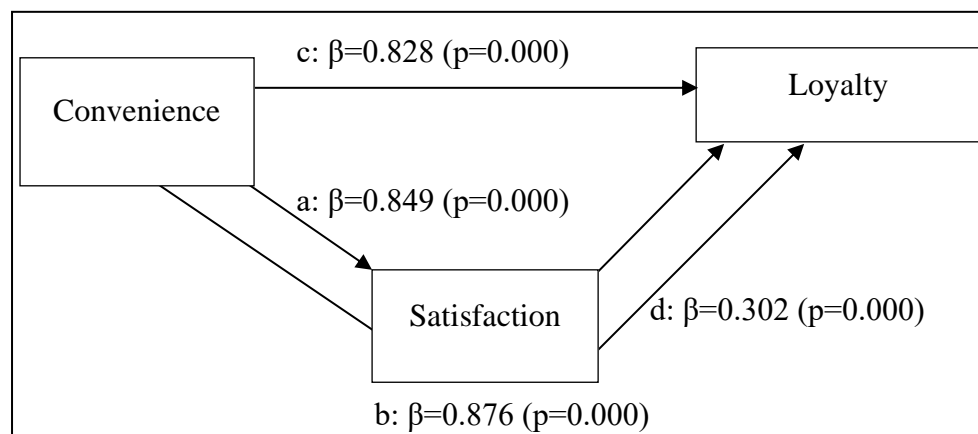 c: β=0.828 (p=0.000)
Convenience
Loyalty
a: β=0.849 (p=0.000)
Satisfaction
d: β=0.302 (p=0.000)
b: β=0.876 (p=0.000)